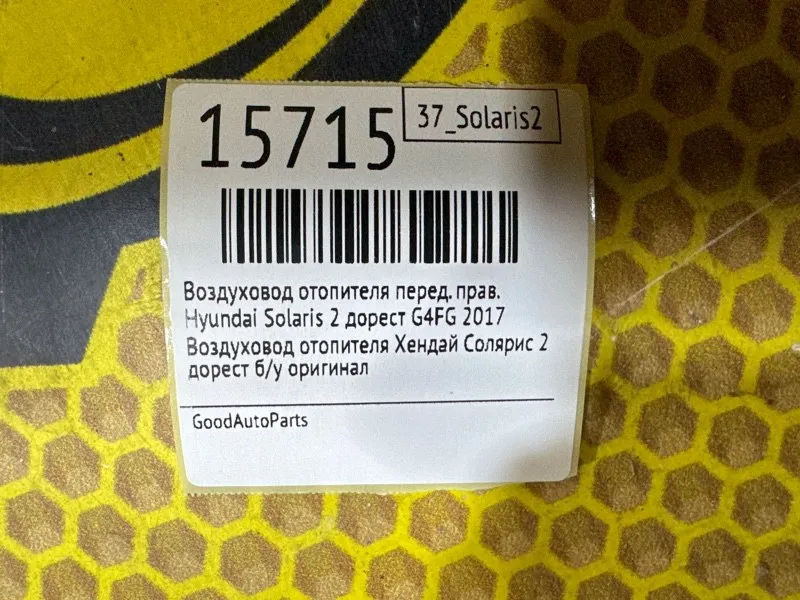 15715
37_Solaris2
Воздуховод отопителя перед. прав.
Hyundai Solaris 2 дорест G4FG 2017
Воздуховод отопителя Хендай Солярис 2
дорест б/у оригинал
GoodAutoParts